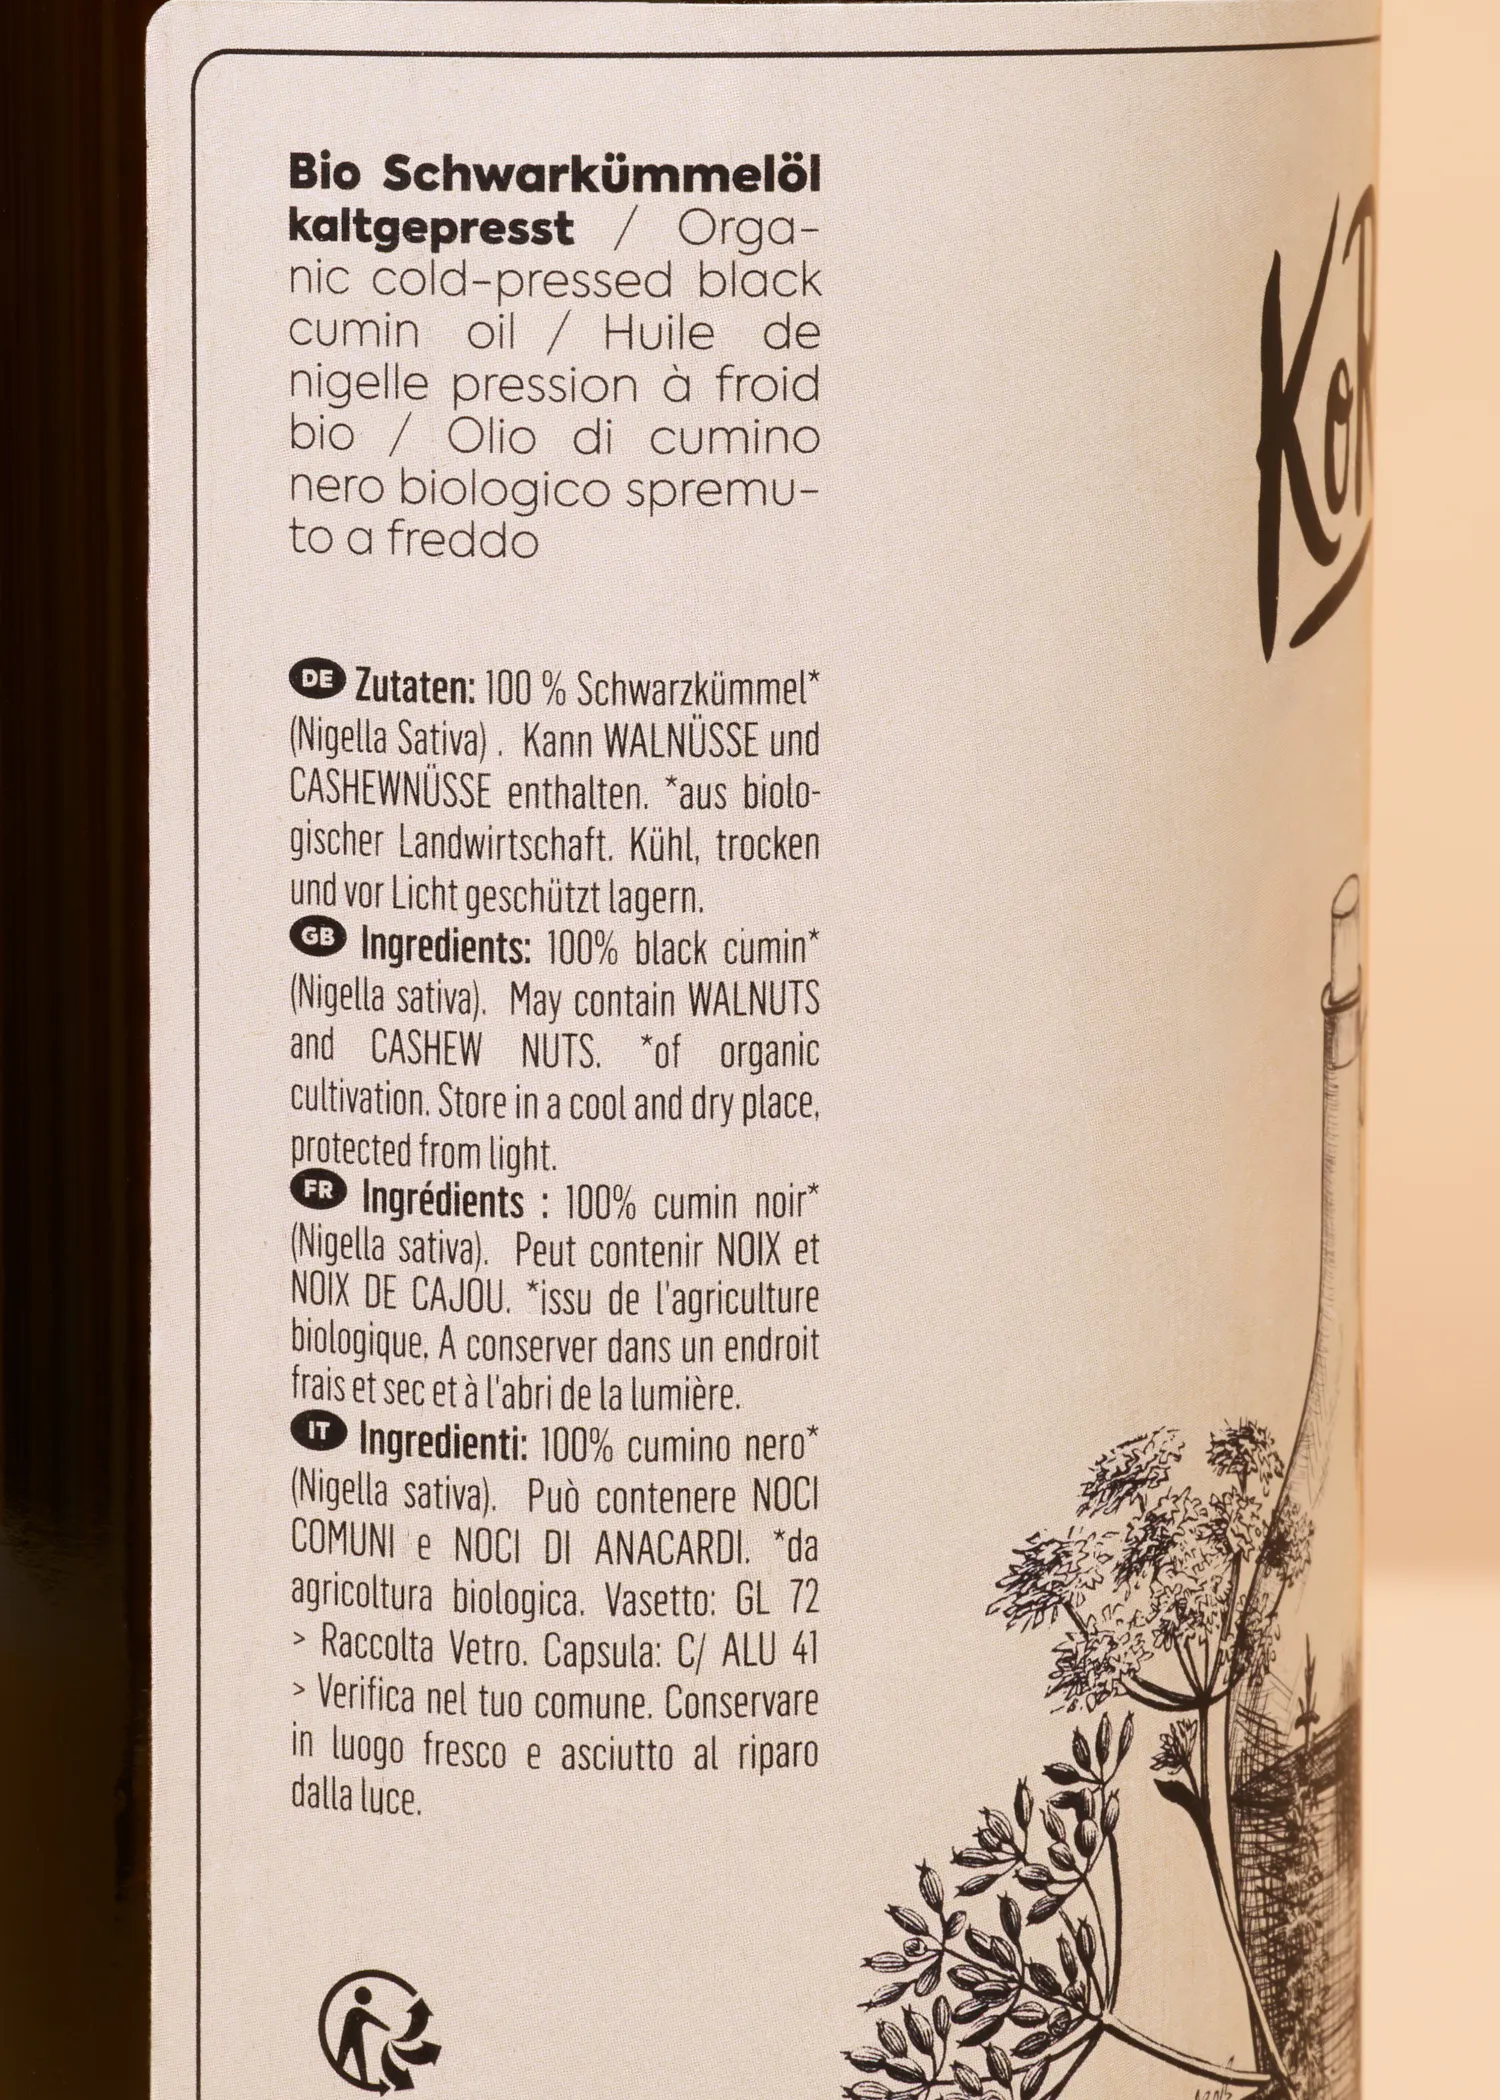 Bio Schwarkümmelöl
kaltgepresst / Orga-
nic cold-pressed black
cumin oil / Huile de
nigelle pression à froid
bio / Olio di cumino
nero biologico spremu-
to a freddo
DE Zutaten: 100 % Schwarzkümmel*
(Nigella Sativa) . Kann WALNÜSSE und
CASHEWNÜSSE enthalten. *aus biolo-
gischer Landwirtschaft. Kühl, trocken
und vor Licht geschützt lagern.
GB Ingredients: 100% black cumin*
(Nigella sativa). May contain WALNUTS
and CASHEW NUTS. *of organic
cultivation. Store in a cool and dry place,
protected from light.
FR Ingrédients : 100% cumin noir*
(Nigella sativa). Peut contenir NOIX et
NOIX DE CAJOU. *issu de l'agriculture
biologique. A conserver dans un endroit
frais et sec et à l'abri de la lumière.
IT Ingredienti: 100% cumino nero*
(Nigella sativa). Può contenere NOCI
COMUNI e NOCI DI ANACARDI. *da
agricoltura biologica. Vasetto: GL 72
> Raccolta Vetro. Capsula: C/ ALU 41
> Verifica nel tuo comune. Conservare
in luogo fresco e asciutto al riparo
dalla luce.